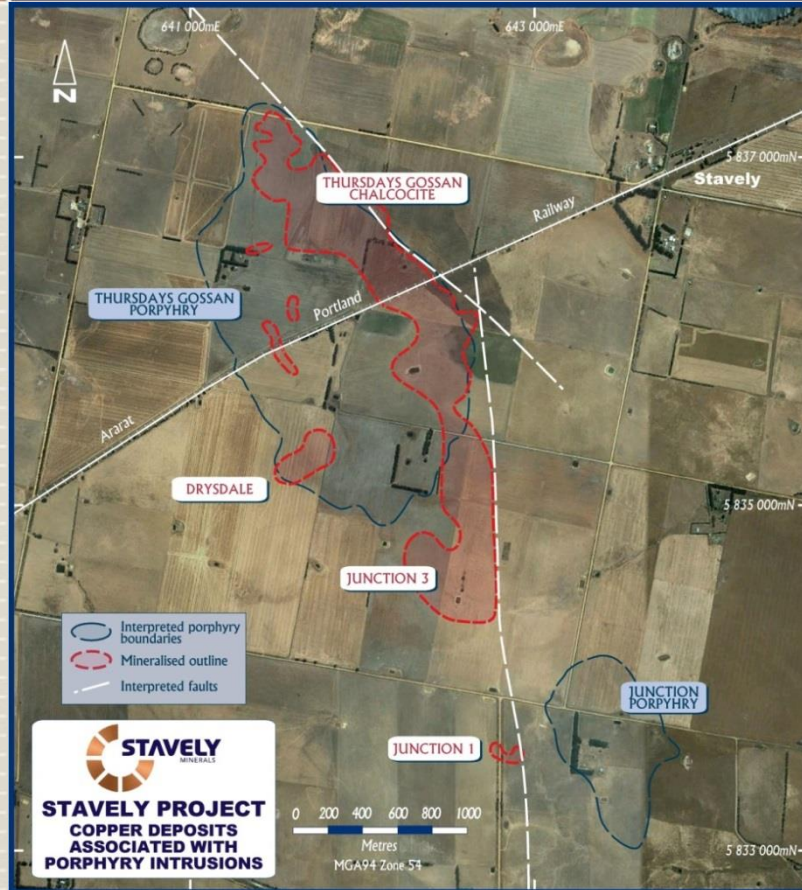 641 000mE
643 000mE
N
5 837 000mN
Stavely
THURSDAYS GOSSAN
CHALCOCITE
Railway
THURSDAYS GOSSAN
PORPYHRY
Portland
Ararat
DRYSDALE
5 835 000mN
JUNCTION 3
Interpreted porphyry
boundaries
Mineralised outline
Interpreted faults
JUNCTION
PORPYHRY
JUNCTION 1
STAVELY
MINERALS
STAVELY PROJECT
COPPER DEPOSITS
ASSOCIATED WITH
PORPHYRY INTRUSIONS
0 200 400 600 800 1000
Metres
MGA94 Zone 54
5 833 000mN